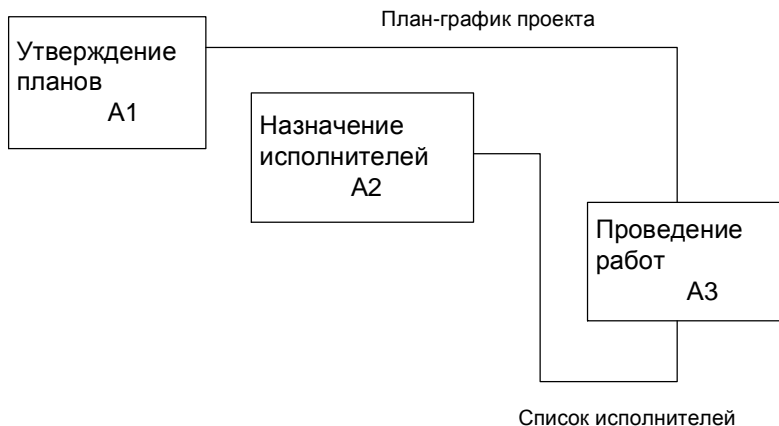 План-график проекта
Утверждение
планов
А1
Назначение
исполнителей
А2
Проведение
работ
А3
Список исполнителей